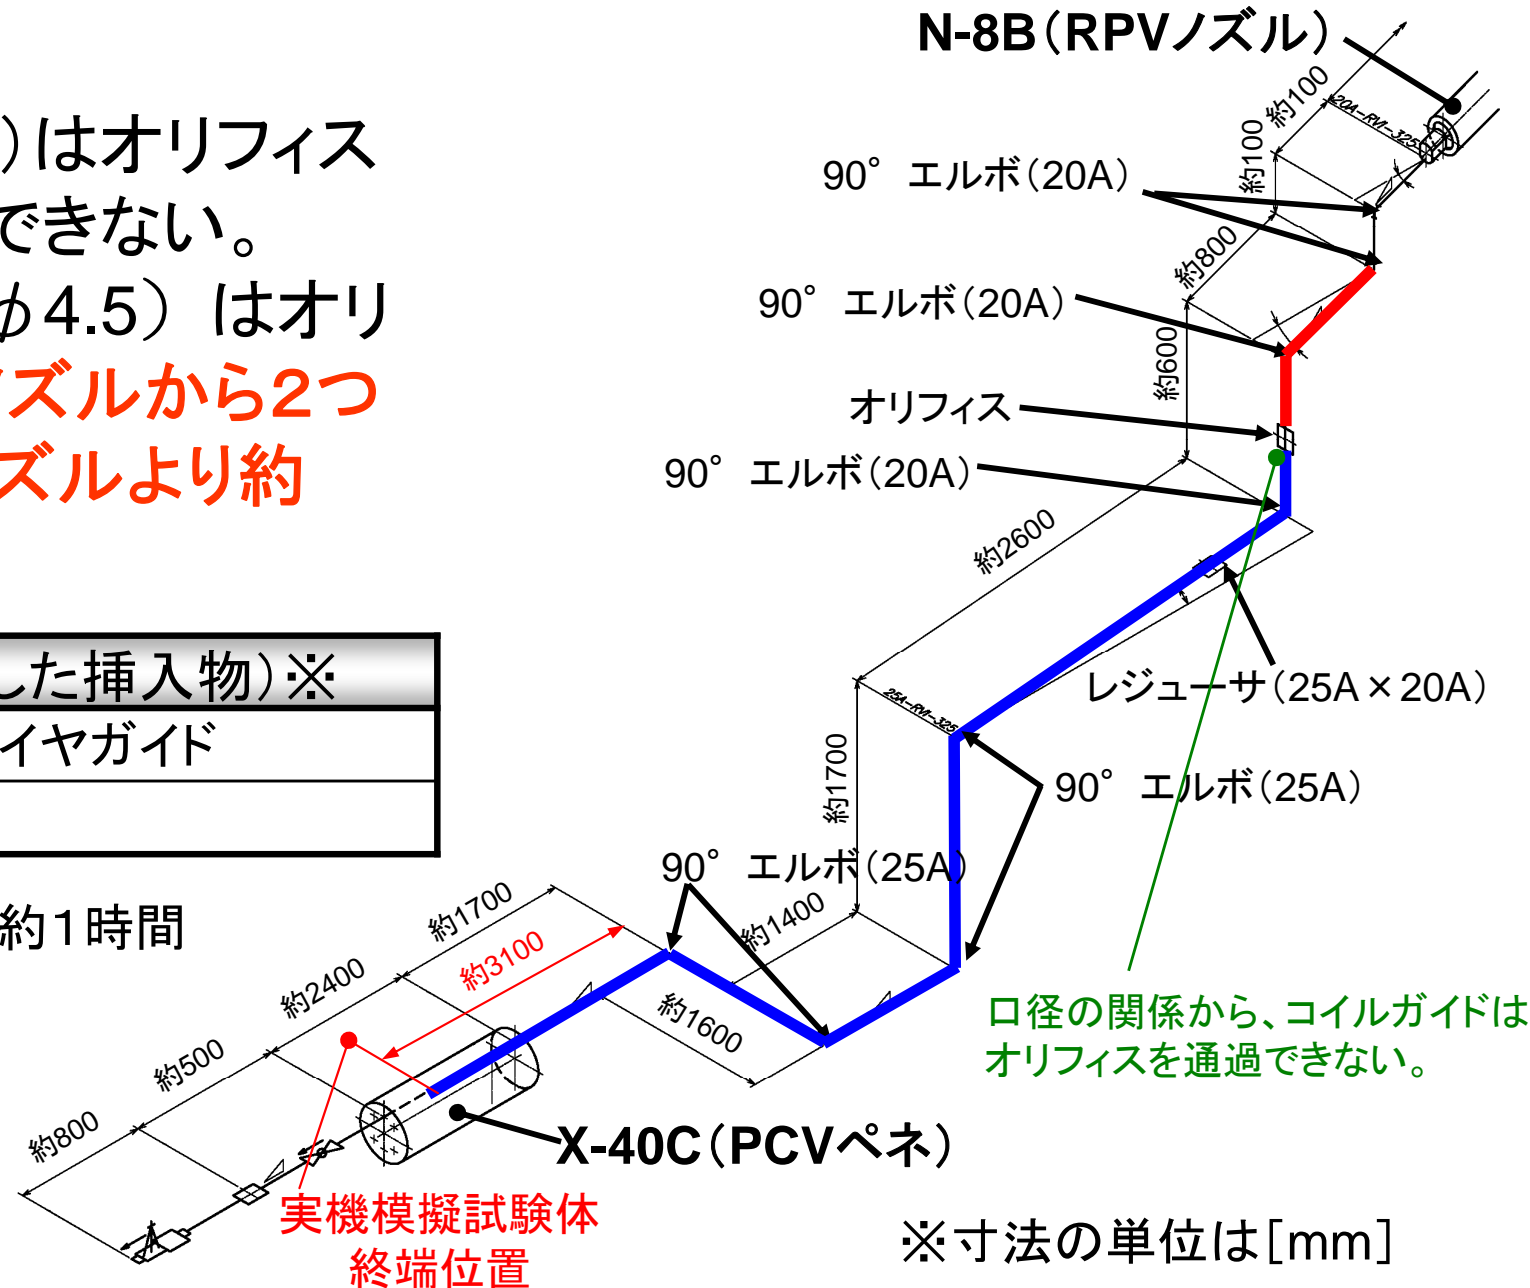 N-8B(RPVノズル)
約100
20A-RVI-325
約100
)はオリフィス
できない。
φ4.5) はオリ
イズルから2つ
ズルより約
90° エルボ(20A)
約800
90° エルボ(20A)
約600
オリフィス
90° エルボ(20A)
約2600
した挿入物)※
イヤガイド
レジューサ(25A×20A)
25A-RVI-325
約1700
90° エルボ(25A)
90° エルボ(25A)
約1時間
約1700
約3100
約1400
約2400
約1600
約500
約800
口径の関係から、コイルガイドは
オリフィスを通過できない。
X-40C(PCVペネ)
実機模擬試験体
終端位置
※寸法の単位は[mm]